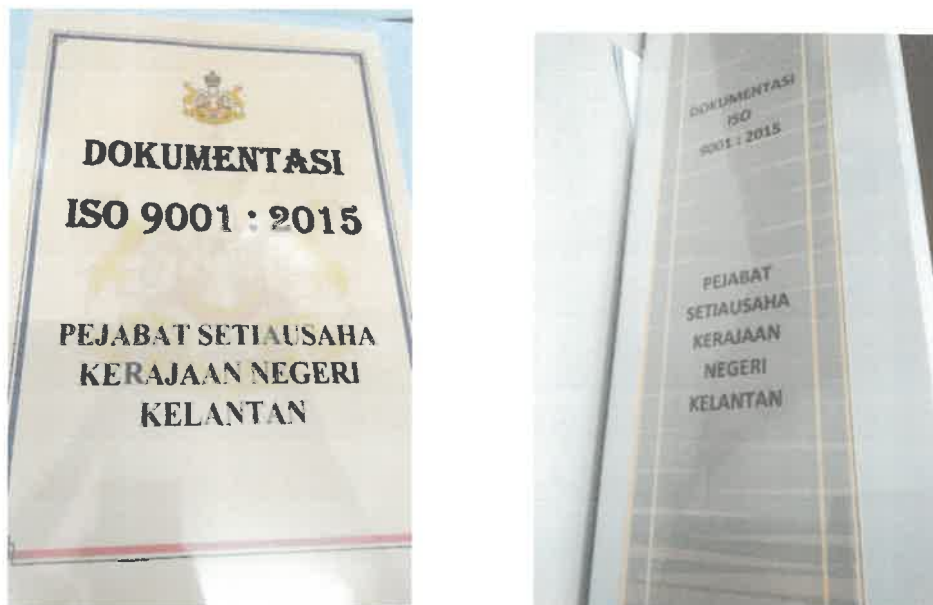 DOKUMENTASI
ISO 9001 : 2015
PEJABAT SETIAUSAHA
KERAJAAN NEGERI
KELANTAN
DOKUMENTASI
ISO
9001 : 2015
PEJABAT
SETIAUSAHA
KERAJAAN
NEGERI
KELANTAN